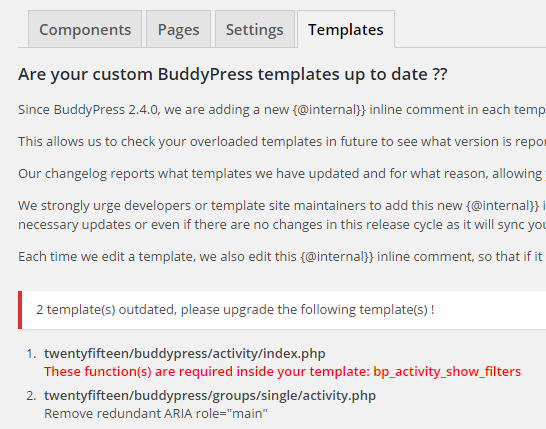 Components
Pages
Settings
Templates
Are your custom BuddyPress templates up to date ??
Since BuddyPress 2.4.0, we are adding a new {@internal}} inline comment in each temp
This allows us to check your overloaded templates in future to see what version is repor
Our changelog reports what templates we have updated and for what reason, allowing
We strongly urge developers or template site maintainers to add this new {@internal}} i
necessary updates or even if there are no changes in this release cycle as it will sync you
Each time we edit a template, we also edit this {@internal}} inline comment, so that if it
2 template(s) outdated, please upgrade the following template(s) !
1. twentyfifteen/buddypress/activity/index.php
These function(s) are required inside your template: bp_activity_show_filters
2. twentyfifteen/buddypress/groups/single/activity.php
Remove redundant ARIA role="main"